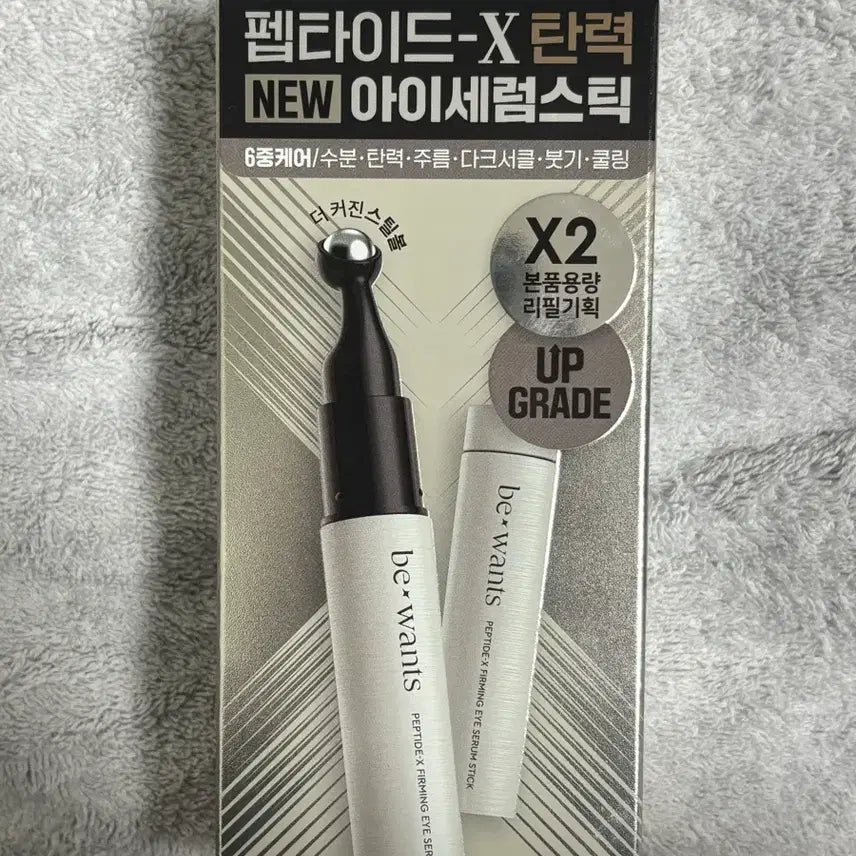 펩타이드-X 탄력
NEW 아이세럼스틱
6중케어/수분·탄력·주름·다크서클·붓기·쿨링
더 커진 스틸볼
X2
본품용량
리필기획
UP
GRADE
be wants
PEPTIDE-X FIRMING EYE SERUM STICK
be wants
PEPTIDE-X FIRMING EYE SER